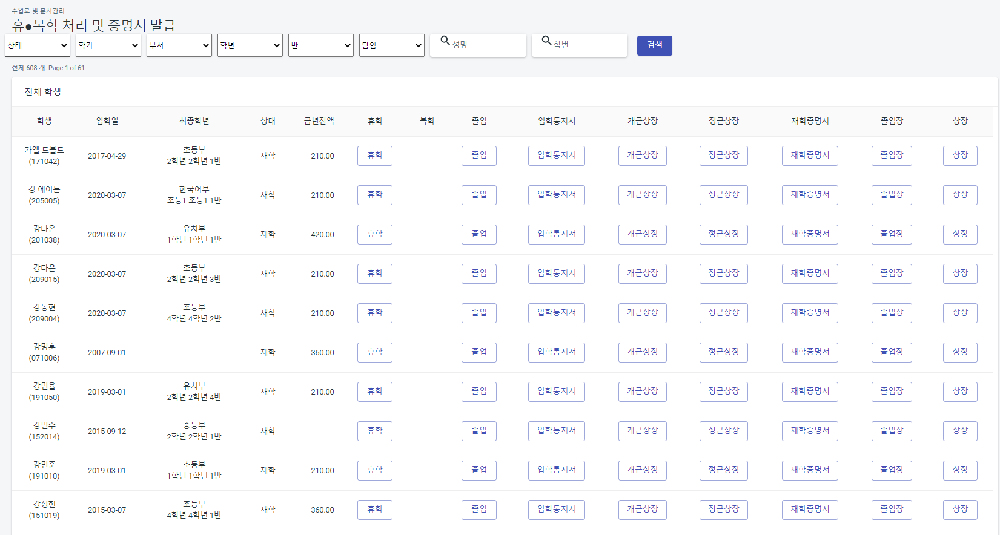 수업료 및 문서관리
휴●복학 처리 및 증명서 발급
상태 학기 부서 학년 반 담임 성명 학번 검색
전체 608 개. Page 1 of 61
전체 학생
학생 입학일 최종학년 상태 금년잔액 휴학 복학 졸업 입학통지서 개근상장 정근상장 재학증명서 졸업장 상장
가엘 드볼드 초등부
2017-04-29 재학 210.00 휴학 졸업 입학통지서 개근상장 정근상장 재학증명서 졸업장 상장
(171042) 2학년 2학년 1반
강 에이든 한국어부
2020-03-07 재학 210.00 휴학 졸업 입학통지서 개근상장 정근상장 재학증명서 졸업장 상장
(205005) 초등1 초등1 1반
강다온 유치부
2020-03-07 재학 420.00 휴학 졸업 입학통지서 개근상장 정근상장 재학증명서 졸업장 상장
(201038) 1학년 1학년 1반
강다은 초등부
2020-03-07 재학 210.00 휴학 졸업 입학통지서 개근상장 정근상장 재학증명서 졸업장 상장
(209015) 2학년 2학년 3반
강동현 초등부
2020-03-07 재학 210.00 휴학 졸업 입학통지서 개근상장 정근상장 재학증명서 졸업장 상장
(209004) 4학년 4학년 2반
강명훈
2007-09-01 재학 360.00 휴학 졸업 입학통지서 개근상장 정근상장 재학증명서 졸업장 상장
(071006)
강민율 유치부
2019-03-01 재학 210.00 휴학 졸업 입학통지서 개근상장 정근상장 재학증명서 졸업장 상장
(191050) 2학년 2학년 4반
강민주 중등부
2015-09-12 재학 휴학 졸업 입학통지서 개근상장 정근상장 재학증명서 졸업장 상장
(152014) 2학년 2학년 1반
강민준 초등부
2019-03-01 재학 210.00 휴학 졸업 입학통지서 개근상장 정근상장 재학증명서 졸업장 상장
(191010) 1학년 1학년 1반
강성헌 초등부
2015-03-07 재학 360.00 휴학 졸업 입학통지서 개근상장 정근상장 재학증명서 졸업장 상장
(151019) 4학년 4학년 1반